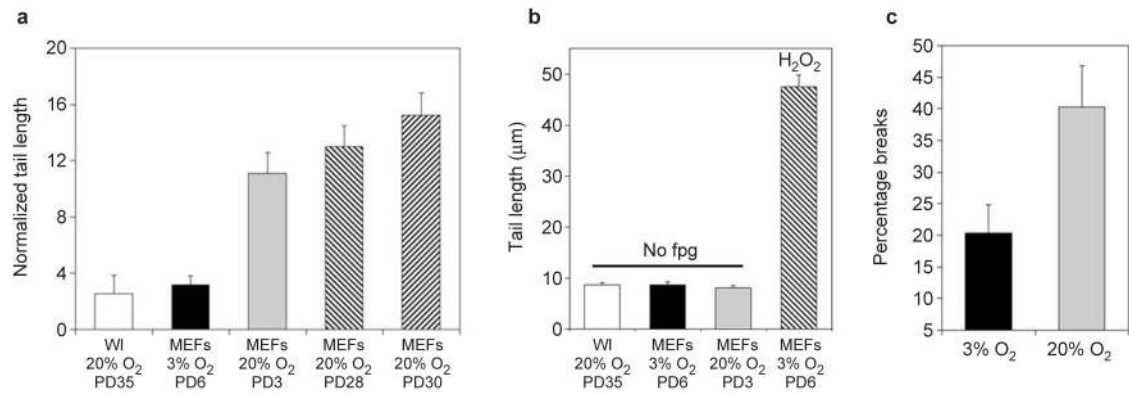 a
Normalized tail length
20
16
12
8
4
0
WI
20% O₂
PD35
MEFs
3% O₂
PD6
MEFs
20% O₂
PD3
MEFs
20% O₂
PD28
MEFs
20% O₂
PD30
b
Tail length (μm)
50
40
30
20
10
0
No fpg
H₂O₂
WI
20% O₂
PD35
MEFs
3% O₂
PD6
MEFs
20% O₂
PD3
MEFs
3% O₂
PD6
c
Percentage breaks
50
45
40
35
30
25
20
15
10
5
3% O₂
20% O₂